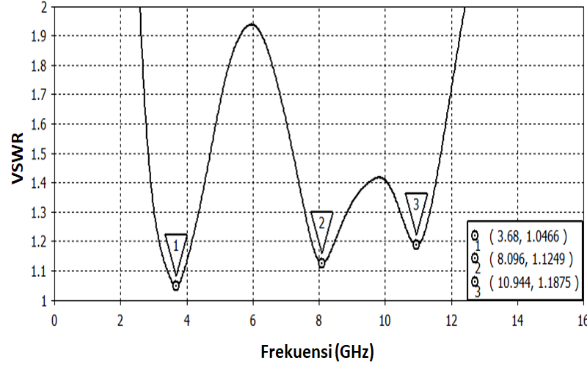 2
1.9
1.8
1.7
1.6
1.5
1.4
1.3
1.2
1.1
1
VSWR
1
2
3
1 ( 3.68, 1.0466 )
2 ( 8.096, 1.1249 )
3 ( 10.944, 1.1875 )
0 2 4 6 8 10 12 14 16
Frekuensi (GHz)